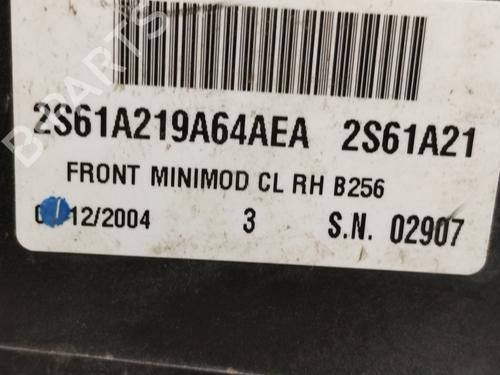 2S61A219A64AEA 2S61A21
FRONT MINIMOD CL RH B256
12/2004 3 S.N. 02907